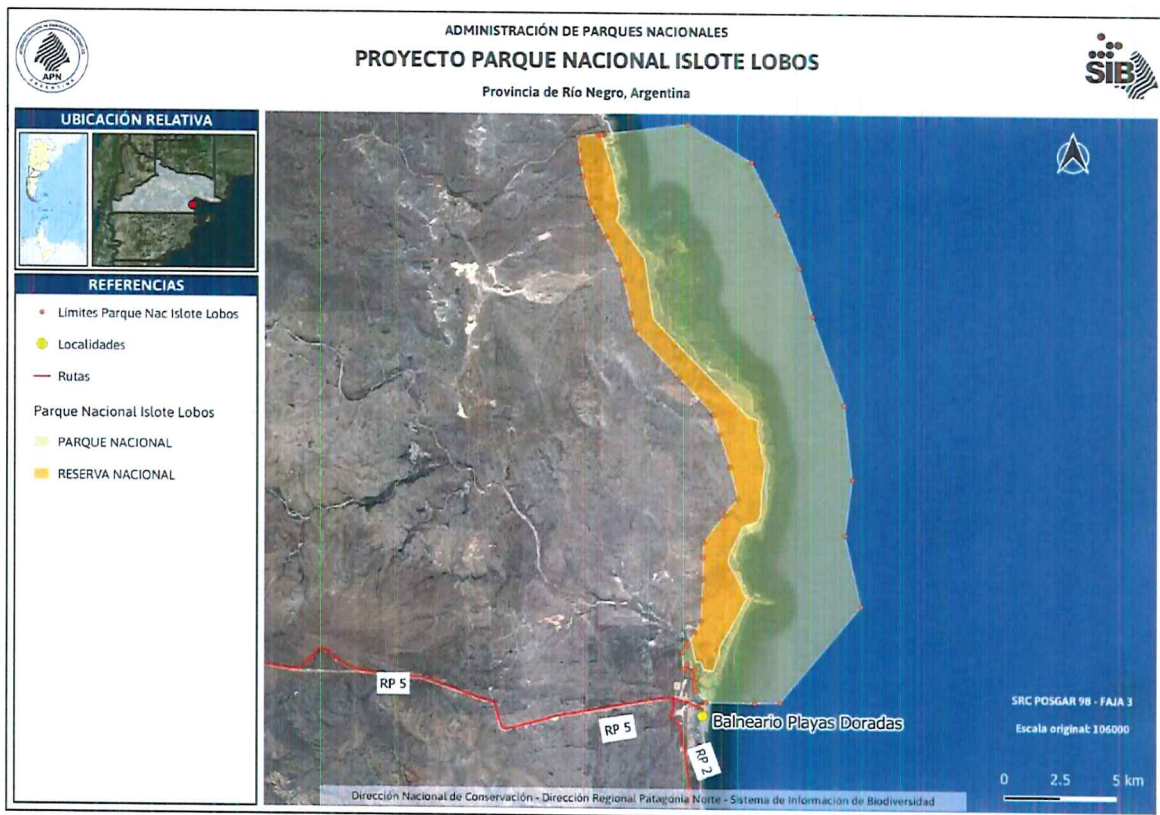 ADMINISTRACIÓN DE PARQUES NACIONALES
PROYECTO PARQUE NACIONAL ISLOTE LOBOS
Provincia de Río Negro, Argentina
APN
ARGENTINA
SIB
UBICACIÓN RELATIVA
REFERENCIAS
Límites Parque Nac Islote Lobos
Localidades
Rutas
Parque Nacional Islote Lobos
PARQUE NACIONAL
RESERVA NACIONAL
RP 5
RP 5
RP 2
Balneario Playas Doradas
SRC POSGAR 98 - FAJA 3
Escala original: 106000
0 2.5 5 km
Dirección Nacional de Conservación - Dirección Regional Patagonia Norte - Sistema de Información de Biodiversidad